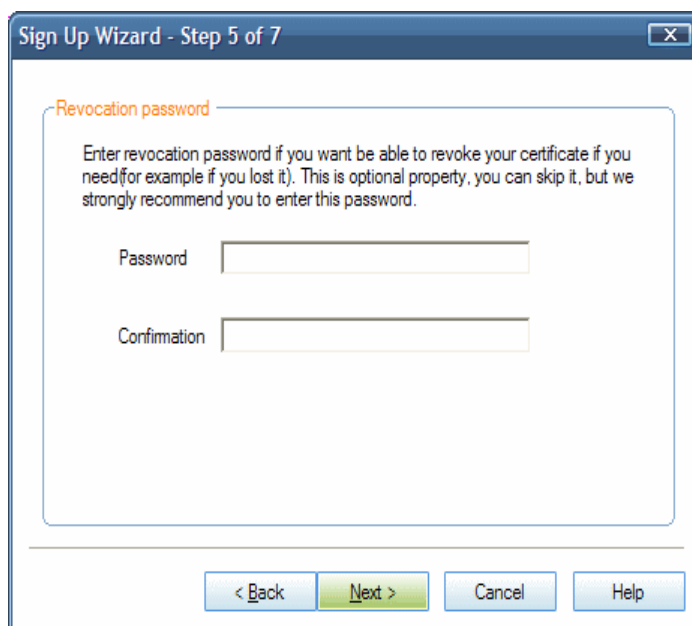 Sign Up Wizard - Step 5 of 7
X
Revocation password
Enter revocation password if you want be able to revoke your certificate if you
need(for example if you lost it). This is optional property, you can skip it, but we
strongly recommend you to enter this password.
Password
Confirmation
< Back
Next >
Cancel
Help